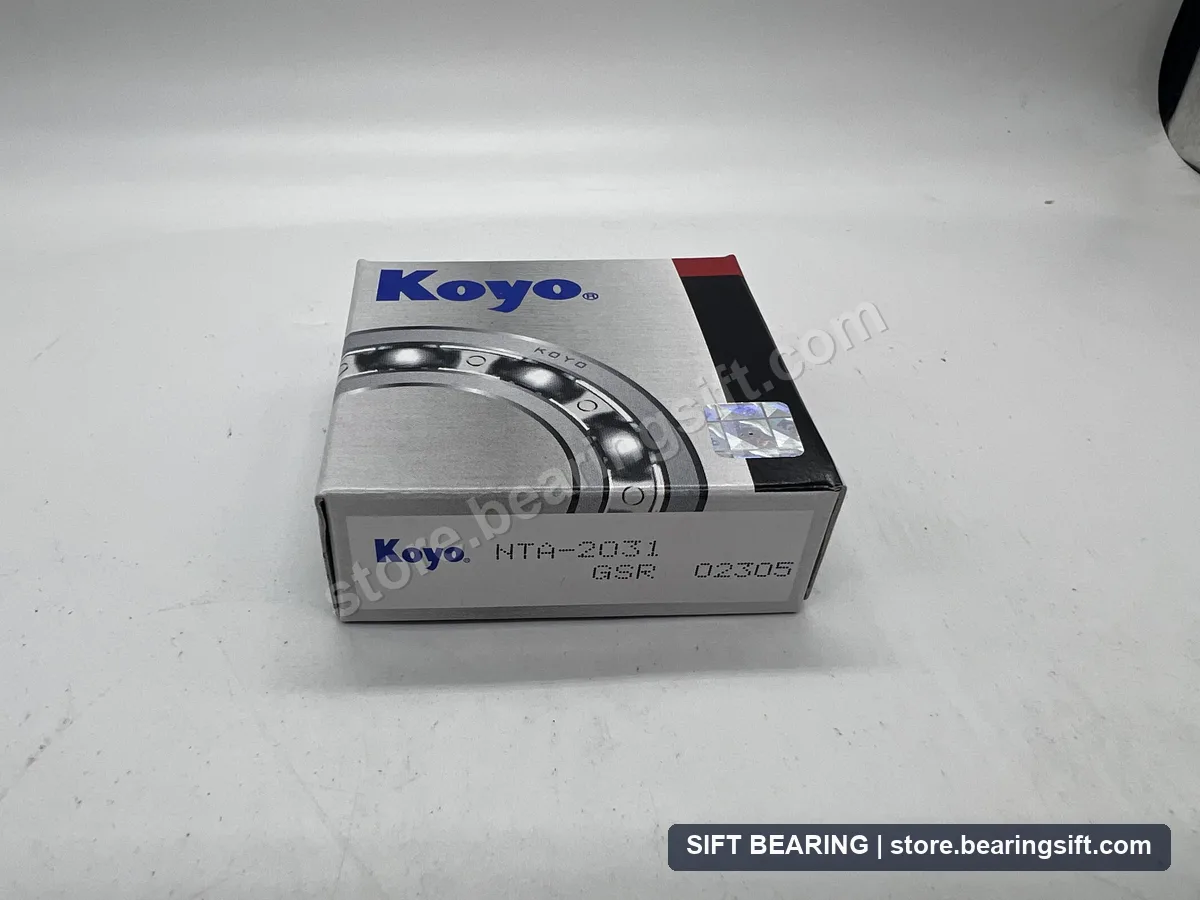 Koyo®
KOYO
store.bearingsift.com
Koyo® NTA-2031
GSR 02305
SIFT BEARING | store.bearingsift.com